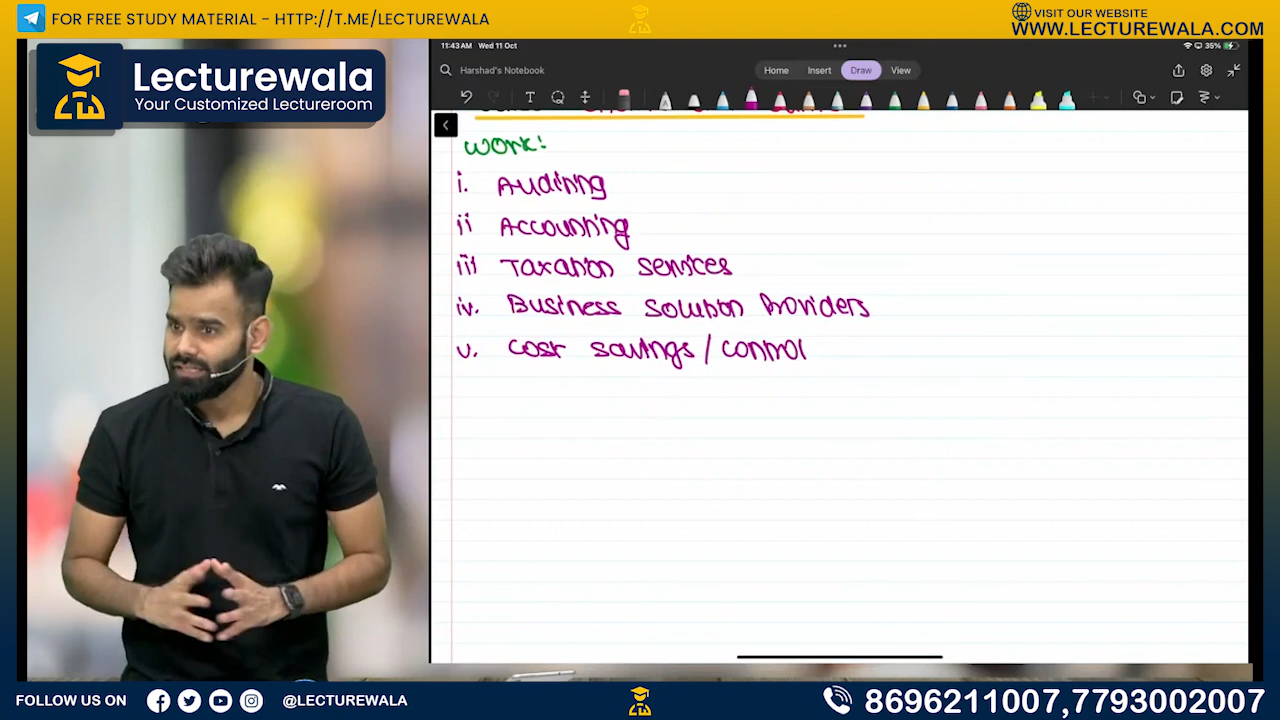 FOR FREE STUDY MATERIAL - HTTP://T.ME/LECTUREWALA
VISIT OUR WEBSITE
WWW.LECTUREWALA.COM
Lecturewala
Your Customized Lectureroom
11:43 AM Wed 11 Oct
35%
Harshad's Notebook
Home Insert Draw View
Work:
i. Auditing
ii Accounting
iii Taxation Services
iv. Business Solution Providers
v. Cost savings / control
FOLLOW US ON
@LECTUREWALA
8696211007,7793002007